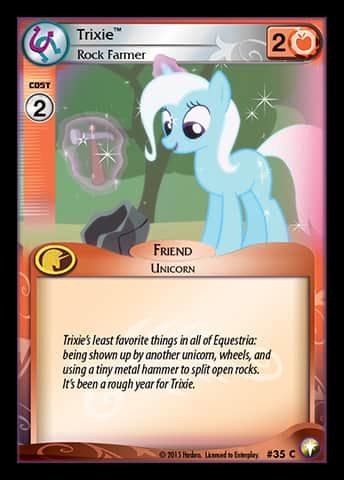 Trixie™
Rock Farmer
2
COST
2
FRIEND
UNICORN
Trixie's least favorite things in all of Equestria:
being shown up by another unicorn, wheels, and
using a tiny metal hammer to split open rocks.
It's been a rough year for Trixie.
© 2015 Hasbro. Licensed to Enterplay. #35 C